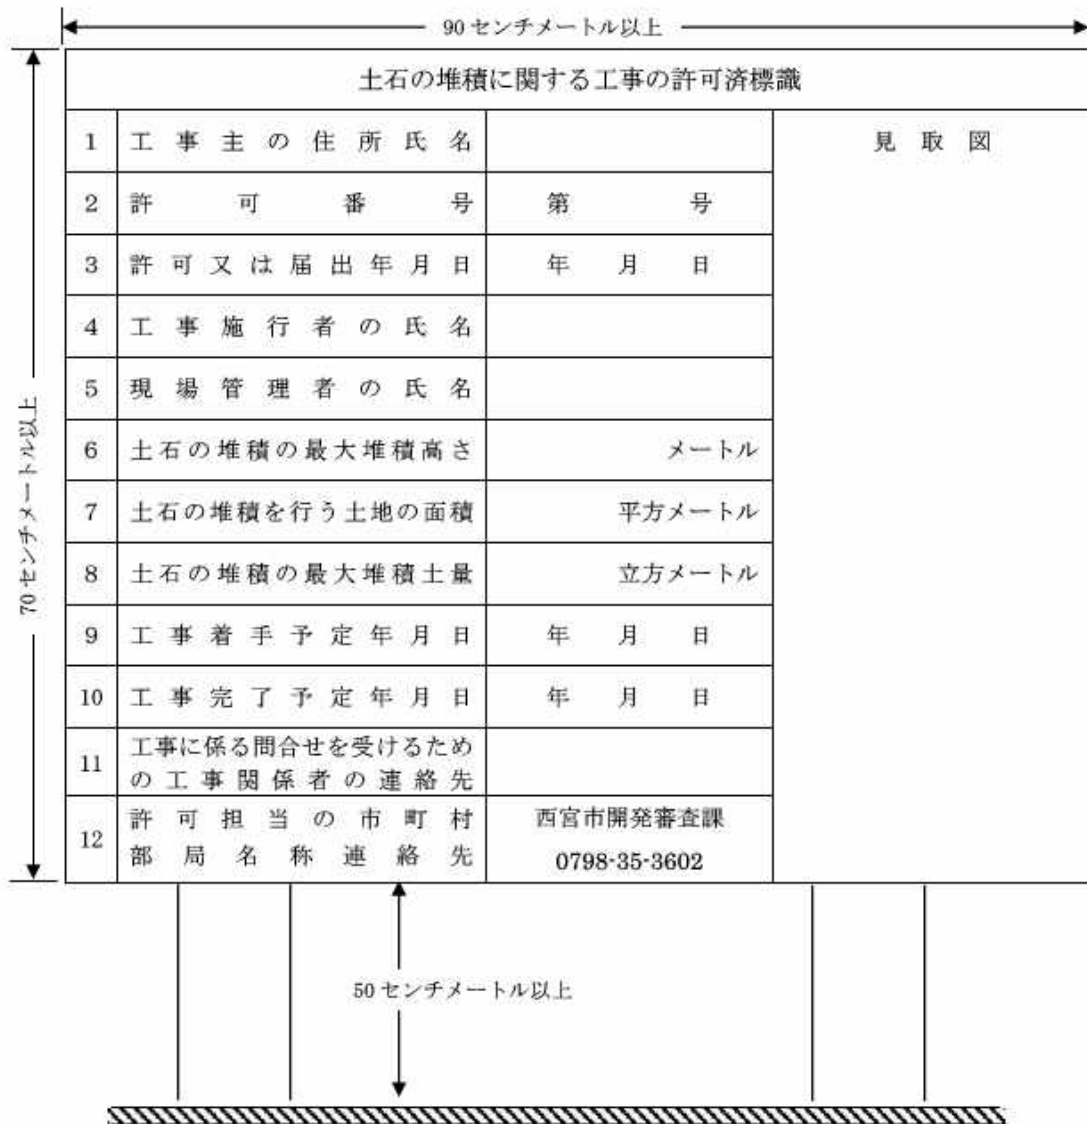 90 センチメートル以上
土石の堆積に関する工事の許可済標識
1 工事主の住所氏名
見取図
2 許可番号 第 号
3 許可又は届出年月日 年 月 日
4 工事施行者の氏名
5 現場管理者の氏名
6 土石の堆積の最大堆積高さ メートル
7 土石の堆積を行う土地の面積 平方メートル
8 土石の堆積の最大堆積土量 立方メートル
9 工事着手予定年月日 年 月 日
10 工事完了予定年月日 年 月 日
11 工事に係る問合せを受けるため
の工事関係者の連絡先
12 許可担当の市町村
部局名称連絡先
西宮市開発審査課
0798-35-3602
70 センチメートル以上
50 センチメートル以上